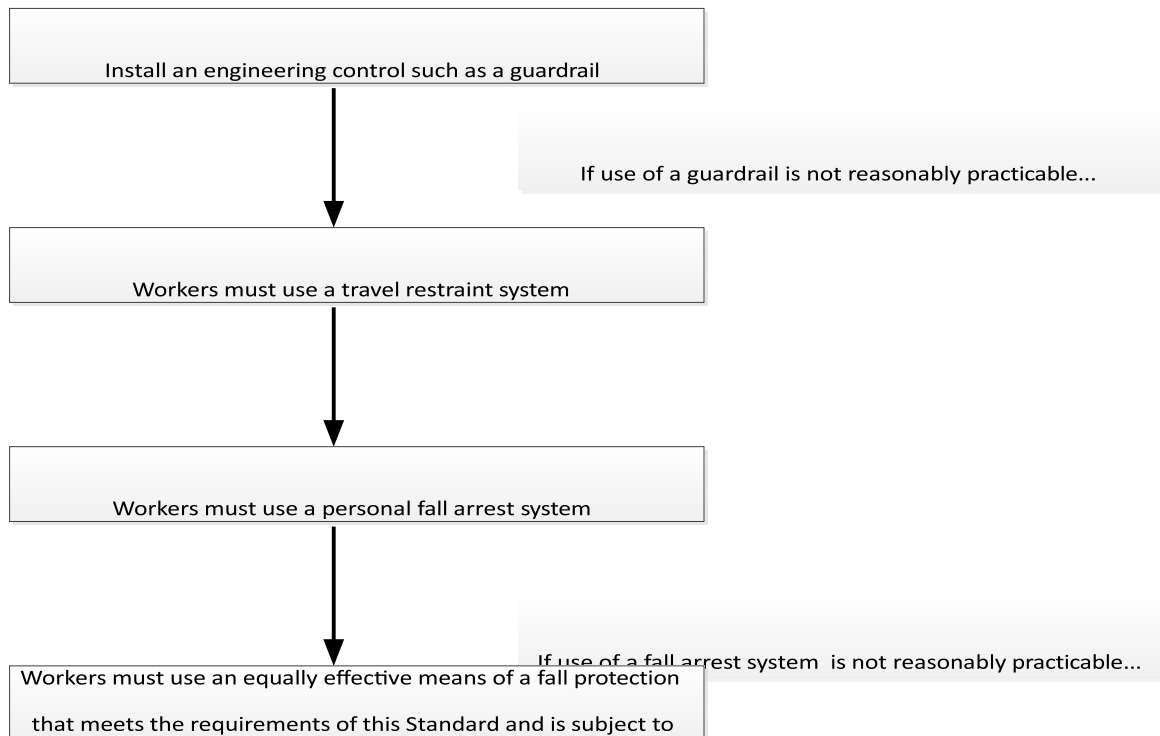 Install an engineering control such as a guardrail
If use of a guardrail is not reasonably practicable...
Workers must use a travel restraint system
Workers must use a personal fall arrest system
If use of a fall arrest system  is not reasonably practicable...
Workers must use an equally effective means of a fall protection
that meets the requirements of this Standard and is subject to